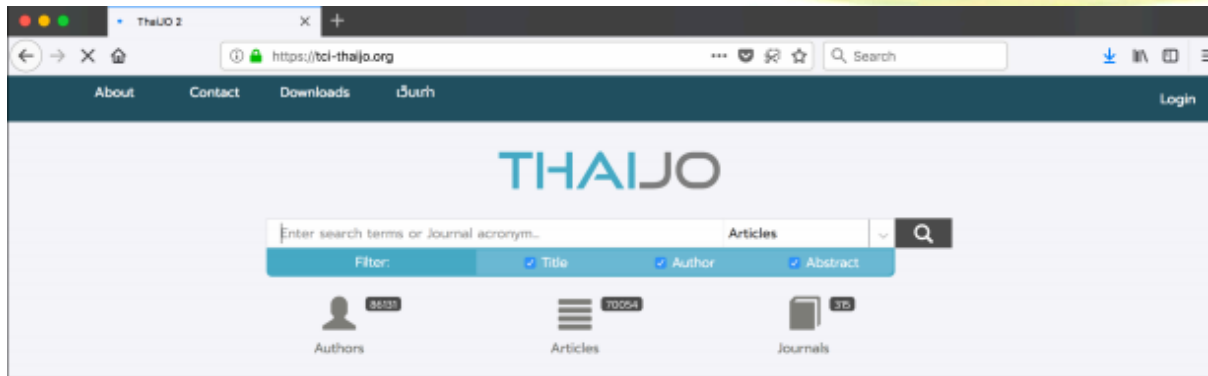 ThaiJO 2
https://tci-thaijo.org
Search
About Contact Downloads เว็บเก่า
Login
THAIJO
Enter search terms or Journal acronym...
Articles
Filter: Title Author Abstract
86131 70054 315
Authors Articles Journals